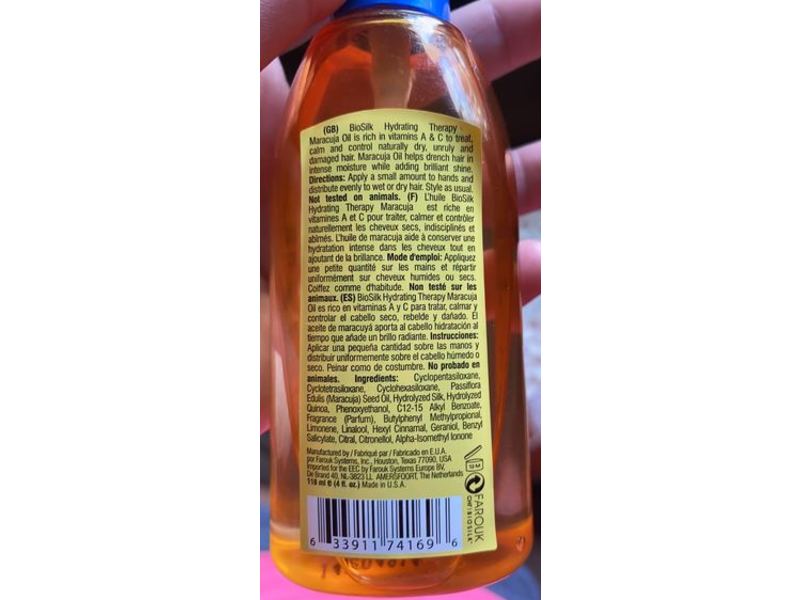 (GB) BioSilk Hydrating Therapy
Maracuja Oil is rich in vitamins A & C to treat,
calm and control naturally dry, unruly and
damaged hair. Maracuja Oil helps drench hair in
intense moisture while adding brilliant shine.
Directions: Apply a small amount to hands and
distribute evenly to wet or dry hair. Style as usual.
Not tested on animals. (F) L'huile BioSilk
Hydrating Therapy Maracuja est riche en
vitamines A et C pour traiter, calmer et contrôler
naturellement les cheveux secs, indisciplinés et
abîmés. L'huile de maracuja aide à conserver une
hydratation intense dans les cheveux tout en
ajoutant de la brillance. Mode d'emploi: Appliquez
une petite quantité sur les mains et répartir
uniformément sur cheveux humides ou secs.
Coiffez comme d'habitude. Non testé sur les
animaux. (ES) BioSilk Hydrating Therapy Maracuja
Oil es rico en vitaminas A y C para tratar, calmar y
controlar el cabello seco, rebelde y dañado. El
aceite de maracuyá aporta al cabello hidratación al
tiempo que añade un brillo radiante. Instrucciones:
Aplicar una pequeña cantidad sobre las manos y
distribuir uniformemente sobre el cabello húmedo o
seco. Peinar como de costumbre. No probado en
animales. Ingredients: Cyclopentasiloxane,
Cyclotetrasiloxane, Cyclohexasiloxane, Passiflora
Edulis (Maracuja) Seed Oil, Hydrolyzed Silk, Hydrolyzed
Quinoa, Phenoxyethanol, C12-15 Alkyl Benzoate,
Fragrance (Parfum), Butylphenyl Methylpropional,
Limonene, Linalool, Hexyl Cinnamal, Geraniol, Benzyl
Salicylate, Citral, Citronellol, Alpha-Isomethyl Ionone
Manufactured by / Fabriqué par / Fabricado en E.U.A.
por Farouk Systems, Inc., Houston, Texas 77090, USA
Imported for the EEC by Farouk Systems Europe BV,
De Brand 40, NL-3823 LL AMERSFOORT, The Netherlands
118 ml ℮ (4 fl. oz.) Made in U.S.A.
12 M
FAROUK
CHI BIOSILK
6 33911 74169 6